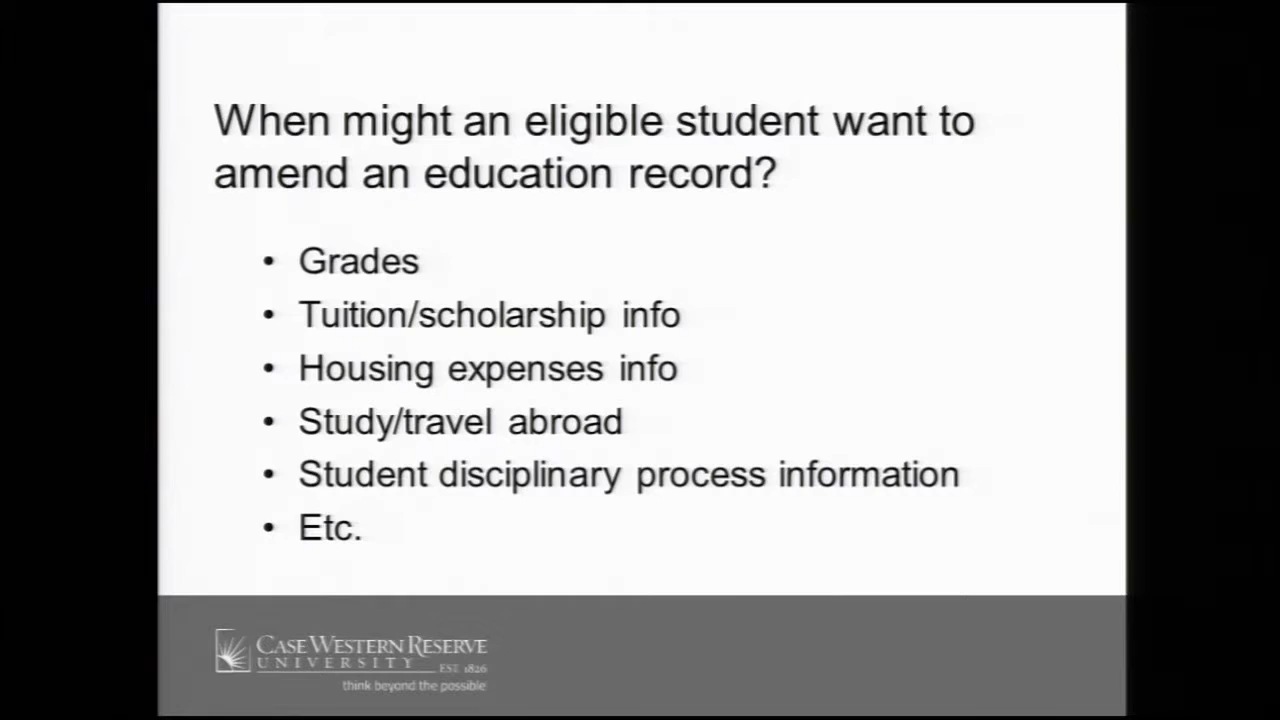 When might an eligible student want to
amend an education record?
• Grades
• Tuition/scholarship info
• Housing expenses info
• Study/travel abroad
• Student disciplinary process information
• Etc.
CASE WESTERN RESERVE
UNIVERSITY EST. 1826
think beyond the possible